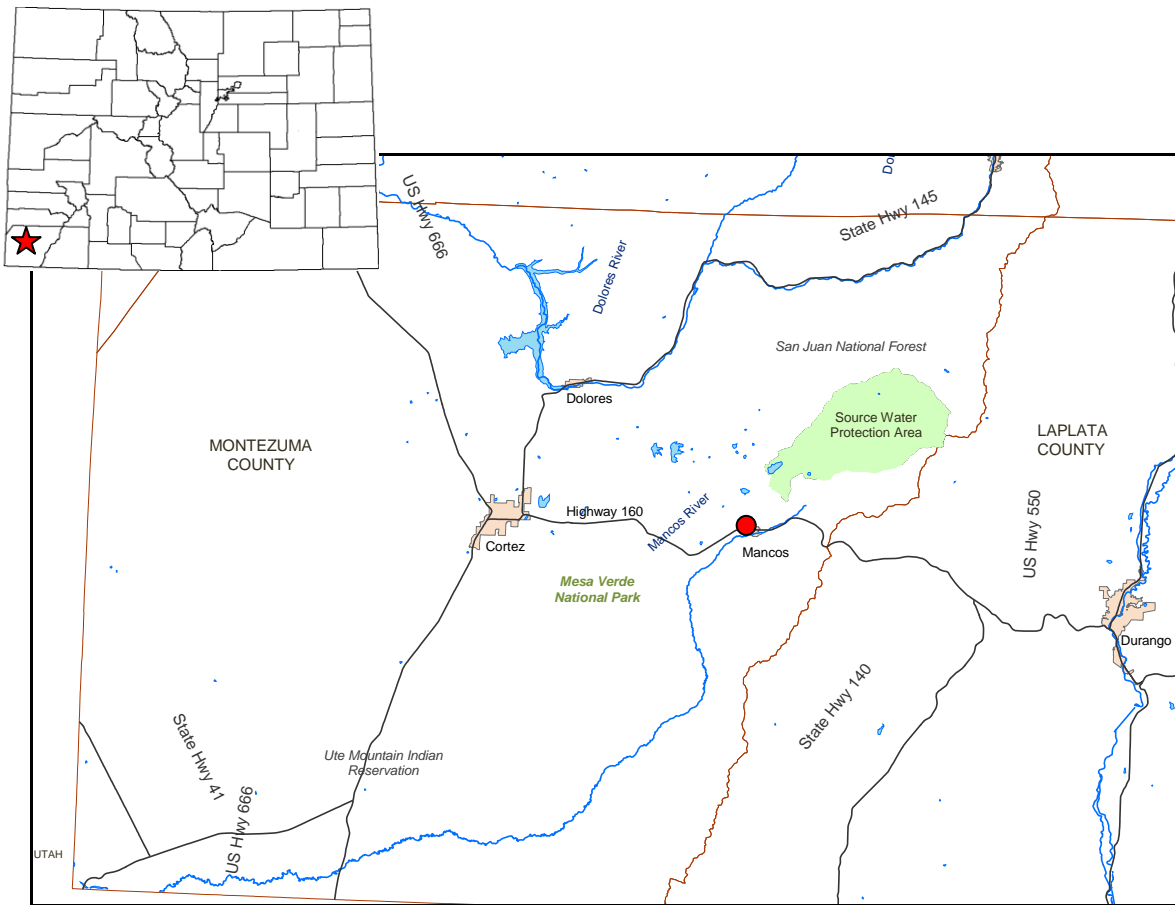 Do
State Hwy 145
US Hwy 666
Dolores River
San Juan National Forest
Dolores
Source Water
Protection Area
MONTEZUMA
COUNTY
LAPLATA
COUNTY
US Hwy 550
Highway 160
Mancos River
Cortez
Mancos
Mesa Verde
National Park
Durango
State Hwy 140
State Hwy 41
Ute Mountain Indian
Reservation
US Hwy 666
UTAH